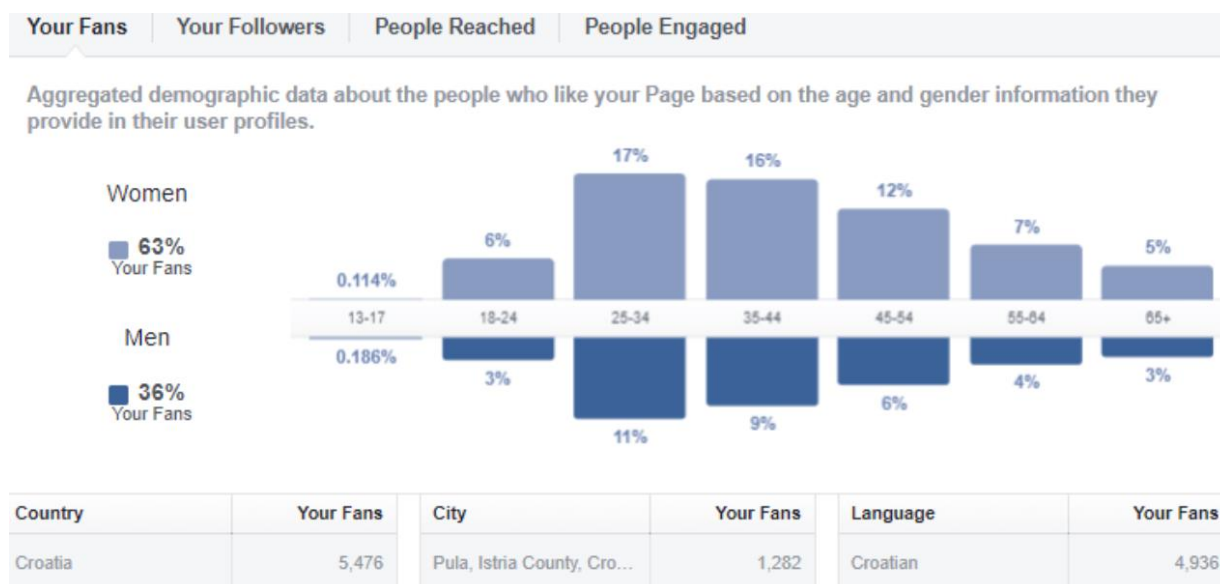 Your Fans Your Followers People Reached People Engaged
Aggregated demographic data about the people who like your Page based on the age and gender information they
provide in their user profiles.
Women
63%
Your Fans
0.114% 6% 17% 16% 12% 7% 5%
13-17 18-24 25-34 35-44 45-54 55-64 65+
Men
36%
Your Fans
0.186% 3% 11% 9% 6% 4% 3%
Country Your Fans City Your Fans Language Your Fans
Croatia 5,476 Pula, Istria County, Cro... 1,282 Croatian 4,936